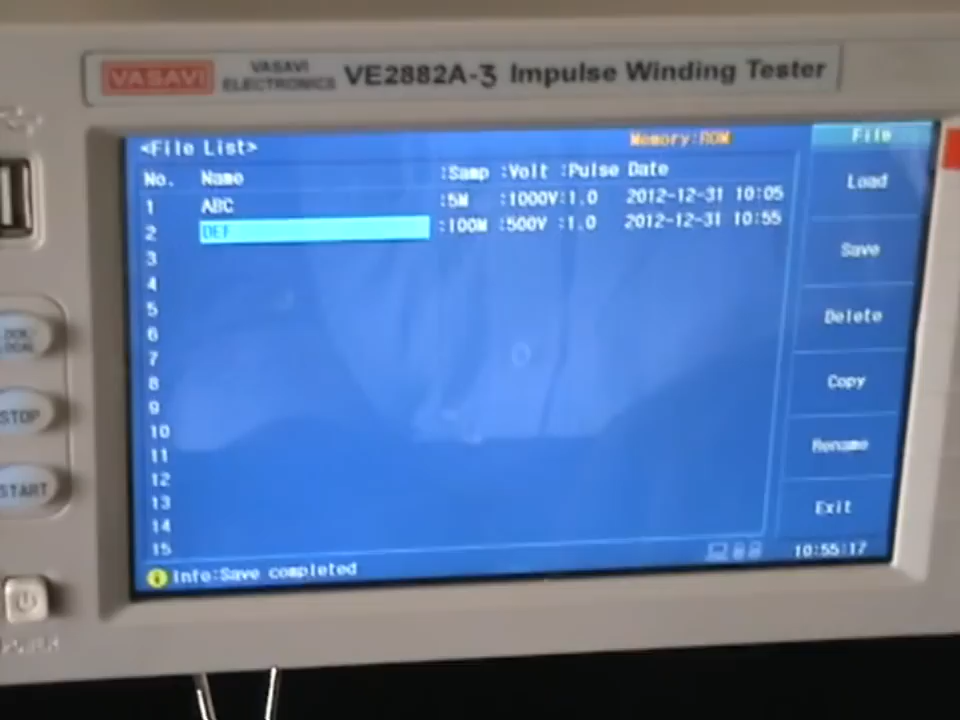 VASAVI VASAVI ELECTRONICS VE2882A-3 Impulse Winding Tester
<File List> Memory:ROM File
No. Name :Samp :Volt :Pulse Date
1 ABC :5M :1000V:1.0 2012-12-31 10:05
2 DEF :100M :500V :1.0 2012-12-31 10:55
3
4
5
6
7
8
9
10
11
12
13
14
15
Load
Save
Delete
Copy
Rename
Exit
Info:Save completed 10:55:17
STOP
START